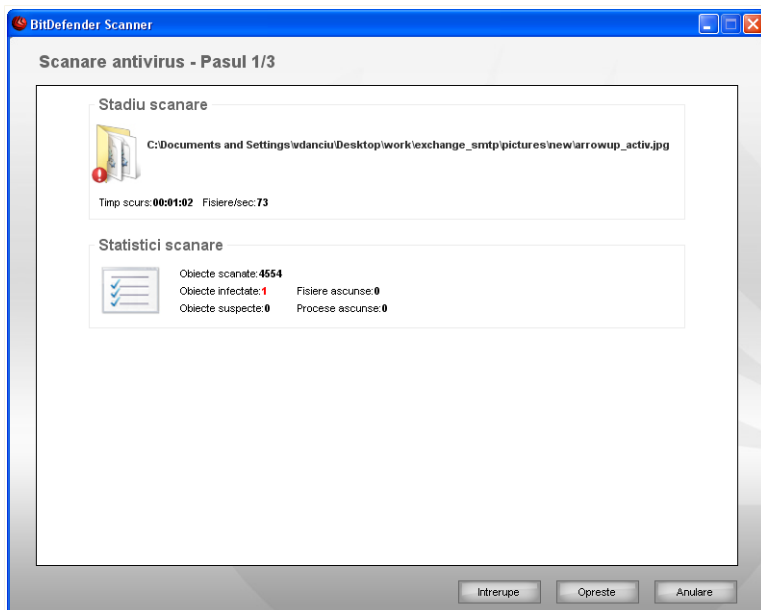 BitDefender Scanner
Scanare antivirus - Pasul 1/3
Stadiu scanare
C:\Documents and Settings\vdanciu\Desktop\work\exchange_smtp\pictures\new\arrowup_activ.jpg
Timp scurs:00:01:02 Fisiere/sec:73
Statistici scanare
Obiecte scanate:4554
Obiecte infectate:1 Fisiere ascunse:0
Obiecte suspecte:0 Procese ascunse:0
Intrerupe Opreste Anulare